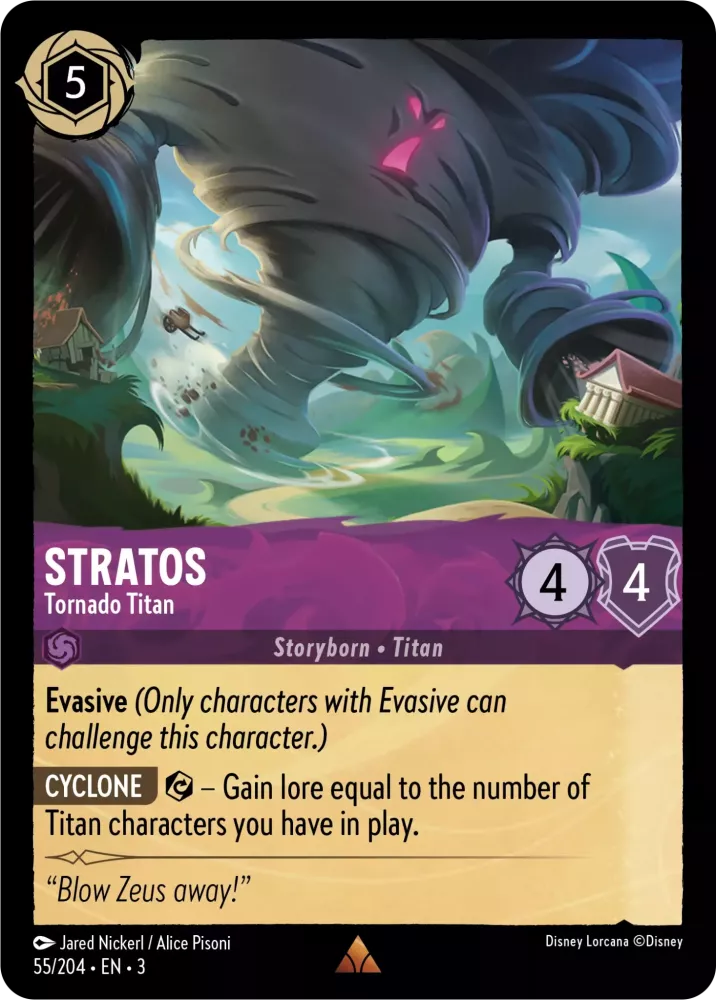 5
STRATOS
Tornado Titan
4
4
Storyborn • Titan
Evasive (Only characters with Evasive can
challenge this character.)
CYCLONE – Gain lore equal to the number of
Titan characters you have in play.
“Blow Zeus away!”
Jared Nickerl / Alice Pisoni
Disney Lorcana ©Disney
55/204 • EN • 3